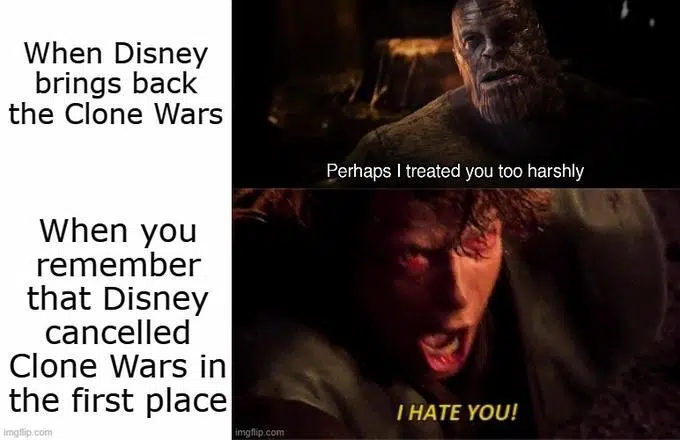 When Disney
brings back
the Clone Wars
Perhaps I treated you too harshly
When you
remember
that Disney
cancelled
Clone Wars in
the first place
I HATE YOU!
imgflip.com
imgflip.com